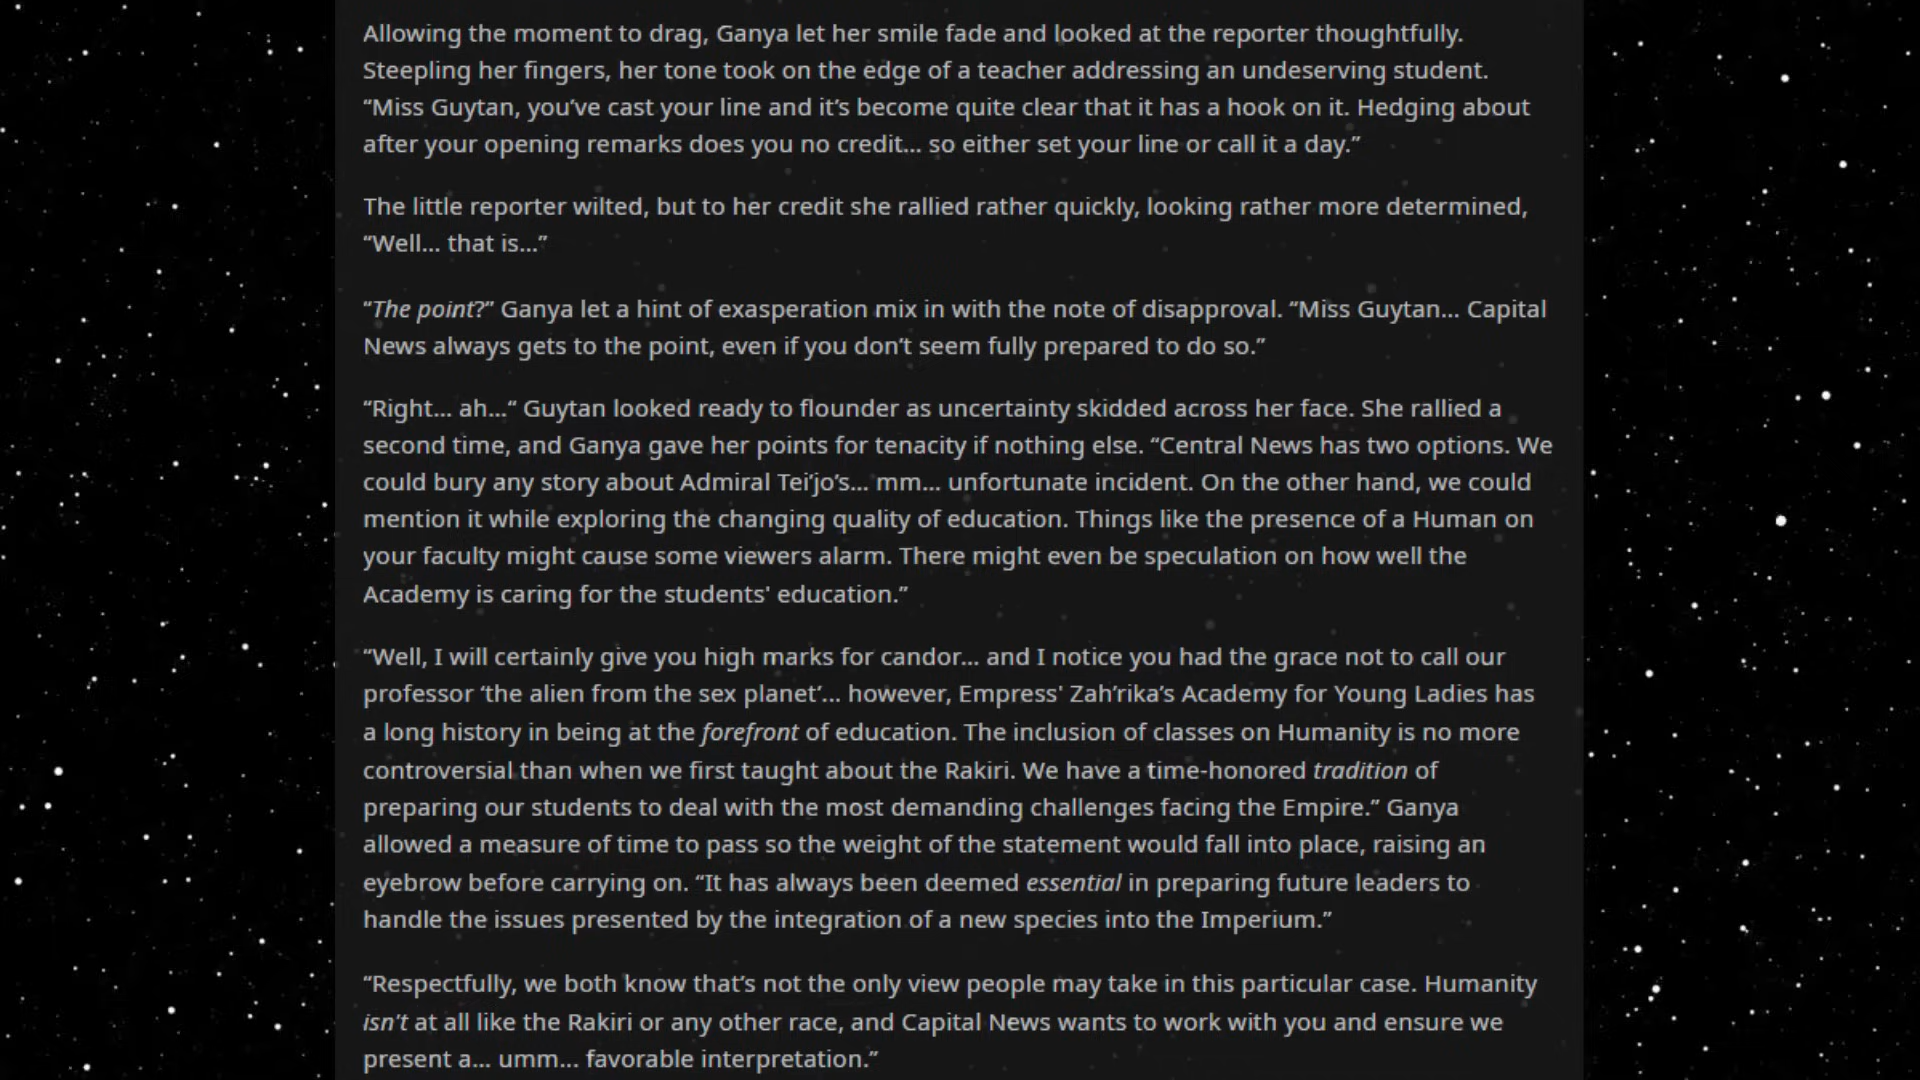 Allowing the moment to drag, Ganya let her smile fade and looked at the reporter thoughtfully.
Steepling her fingers, her tone took on the edge of a teacher addressing an undeserving student.
“Miss Guytan, you’ve cast your line and it’s become quite clear that it has a hook on it. Hedging about
after your opening remarks does you no credit… so either set your line or call it a day.”
The little reporter wilted, but to her credit she rallied rather quickly, looking rather more determined,
“Well… that is…”
“The point?” Ganya let a hint of exasperation mix in with the note of disapproval. “Miss Guytan… Capital
News always gets to the point, even if you don’t seem fully prepared to do so.”
“Right… ah…“ Guytan looked ready to flounder as uncertainty skidded across her face. She rallied a
second time, and Ganya gave her points for tenacity if nothing else. “Central News has two options. We
could bury any story about Admiral Tei’jo’s… mm… unfortunate incident. On the other hand, we could
mention it while exploring the changing quality of education. Things like the presence of a Human on
your faculty might cause some viewers alarm. There might even be speculation on how well the
Academy is caring for the students' education.”
“Well, I will certainly give you high marks for candor… and I notice you had the grace not to call our
professor ‘the alien from the sex planet’… however, Empress' Zah’rika’s Academy for Young Ladies has
a long history in being at the forefront of education. The inclusion of classes on Humanity is no more
controversial than when we first taught about the Rakiri. We have a time-honored tradition of
preparing our students to deal with the most demanding challenges facing the Empire.” Ganya
allowed a measure of time to pass so the weight of the statement would fall into place, raising an
eyebrow before carrying on. “It has always been deemed essential in preparing future leaders to
handle the issues presented by the integration of a new species into the Imperium.”
“Respectfully, we both know that’s not the only view people may take in this particular case. Humanity
isn't at all like the Rakiri or any other race, and Capital News wants to work with you and ensure we
present a… umm… favorable interpretation.”